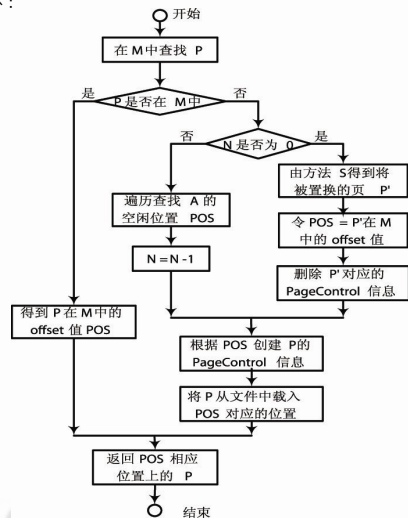 :
开始
在M中查找 P
是
否
P是否在 M中
否
是
N是否为 0
由方法 S得到将
被置换的页 P'
遍历查找 A 的
空闲位置 POS
令 POS = P'在 M
中的 offset 值
N=N-1
删除 P'对应的
PageControl 信息
得到 P在 M中的
offset 值 POS
根据 POS 创建 P的
PageControl 信息
将 P从文件中载入
POS 对应的位置
返回 POS 相应
位置上的 P
结束